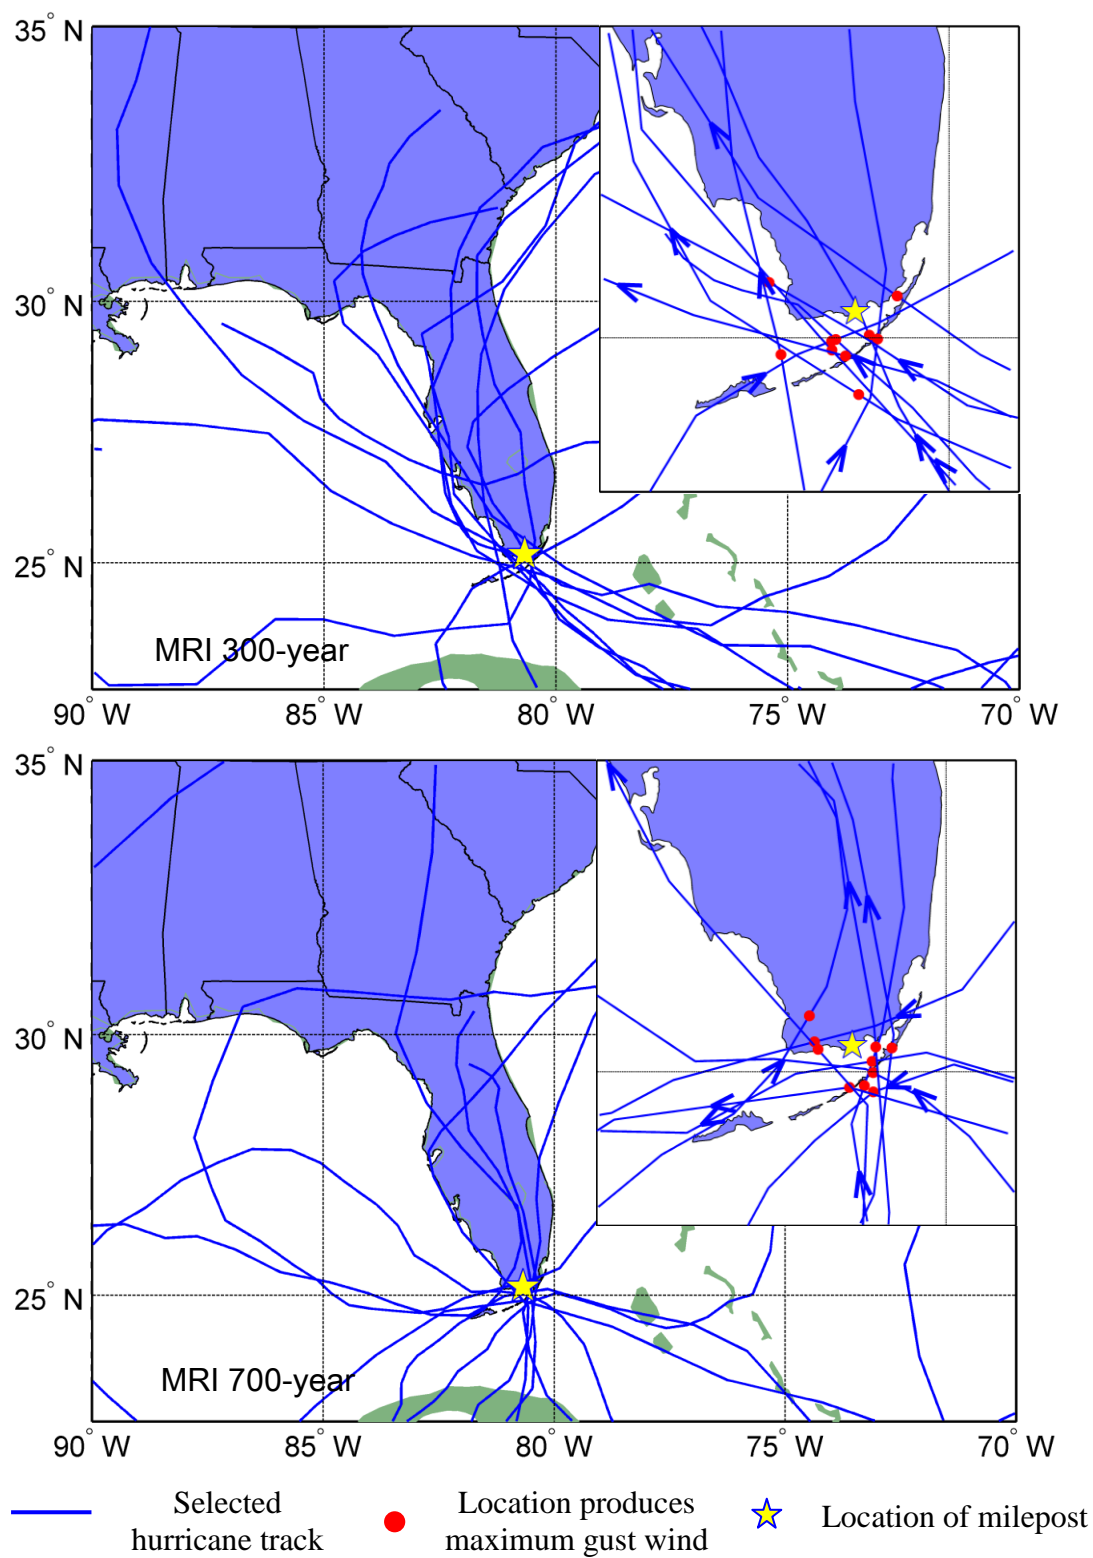 35° N
30° N
25° N
MRI 300-year
90° W 85° W 80° W 75° W 70° W
35° N
30° N
25° N
MRI 700-year
90° W 85° W 80° W 75° W 70° W
Selected
hurricane track
Location produces
maximum gust wind
Location of milepost